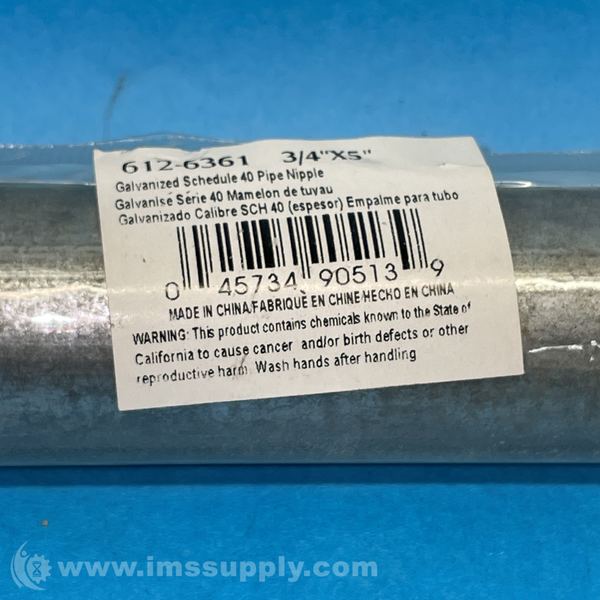 612-6361 3/4"X5"
Galvanized Schedule 40 Pipe Nipple
Galvanisé Série 40 Mamelon de tuyau
Galvanizado Calibre SCH 40 (espesor) Empalme para tubo
0 45734 90513 9
MADE IN CHINA/FABRIQUÉ EN CHINE/HECHO EN CHINA
WARNING: This product contains chemicals known to the State of
California to cause cancer and/or birth defects or other
reproductive harm. Wash hands after handling
www.imssupply.com